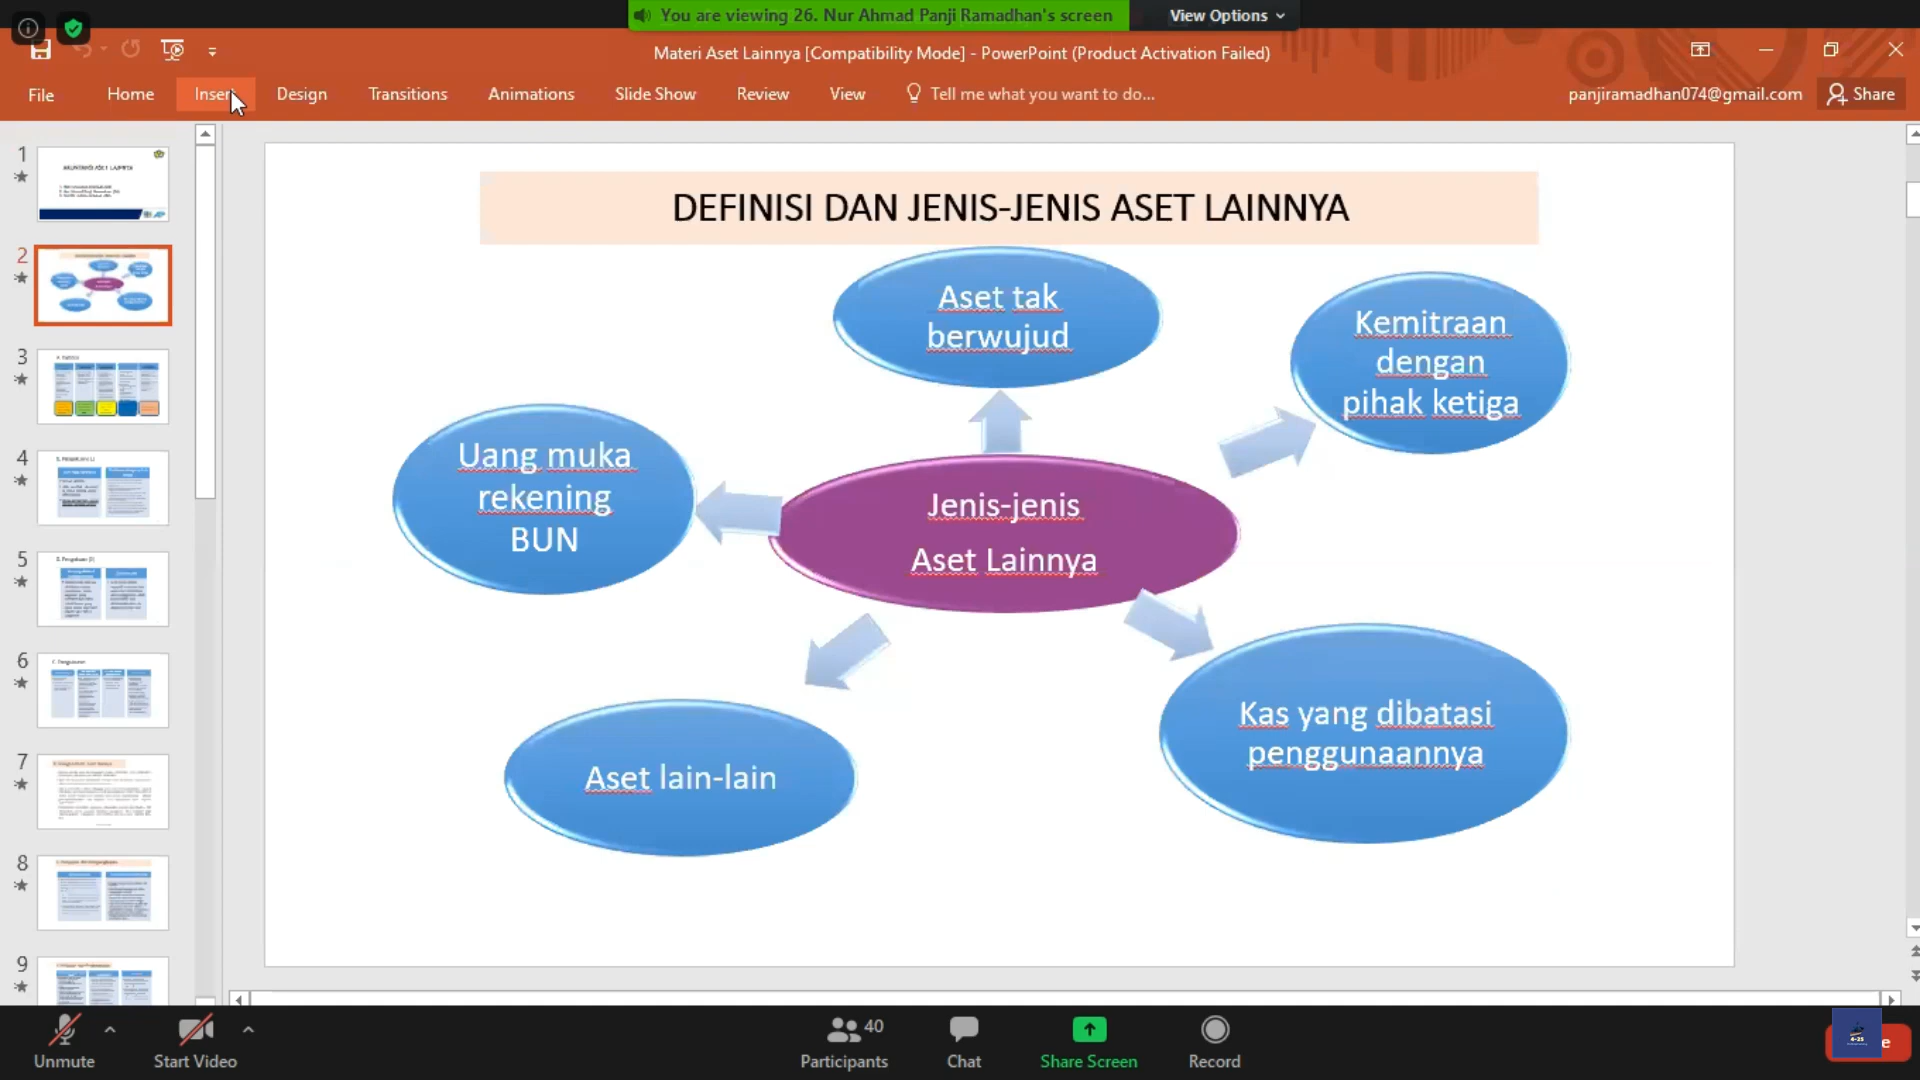 You are viewing 26. Nur Ahmad Panji Ramadhan's screen
View Options
Materi Aset Lainnya [Compatibility Mode] - PowerPoint (Product Activation Failed)
File
Home
Insert
Design
Transitions
Animations
Slide Show
Review
View
Tell me what you want to do...
panjiramadhan074@gmail.com
Share
1
2
3
4
5
6
7
8
9
DEFINISI DAN JENIS-JENIS ASET LAINNYA
Aset tak
berwujud
Kemitraan
dengan
pihak ketiga
Uang muka
rekening
BUN
Jenis-jenis
Aset Lainnya
Kas yang dibatasi
penggunaannya
Aset lain-lain
Unmute
Start Video
40
Participants
Chat
Share Screen
Record
4-25